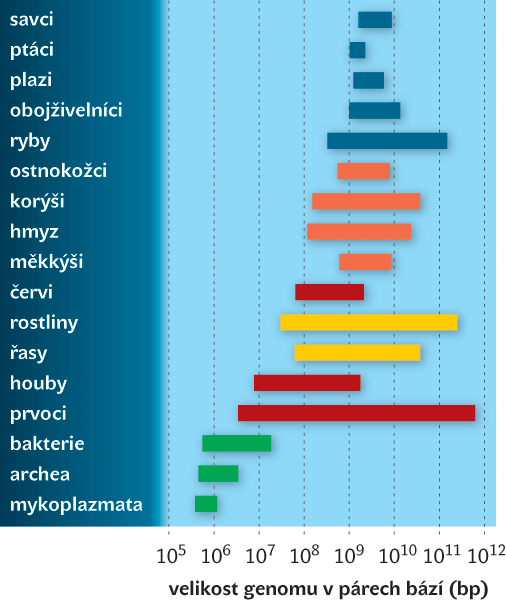 savci
ptáci
plazi
obojživelníci
ryby
ostnokožci
korýši
hmyz
měkkýši
červi
rostliny
řasy
houby
prvoci
bakterie
archea
mykoplazmata
10⁵ 10⁶ 10⁷ 10⁸ 10⁹ 10¹⁰ 10¹¹ 10¹²
velikost genomu v párech bází (bp)